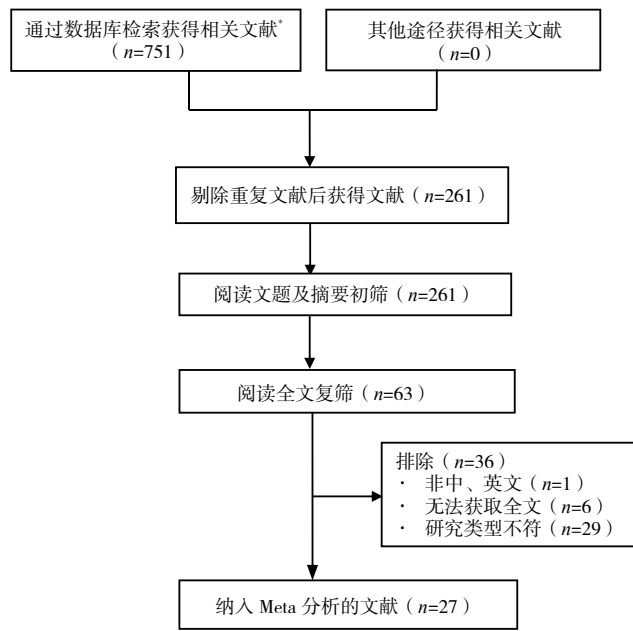 通过数据库检索获得相关文献*
（n=751）
其他途径获得相关文献
（n=0）
剔除重复文献后获得文献（n=261）
阅读文题及摘要初筛（n=261）
阅读全文复筛（n=63）
排除（n=36）
· 非中、英文（n=1）
· 无法获取全文（n=6）
· 研究类型不符（n=29）
纳入 Meta 分析的文献（n=27）